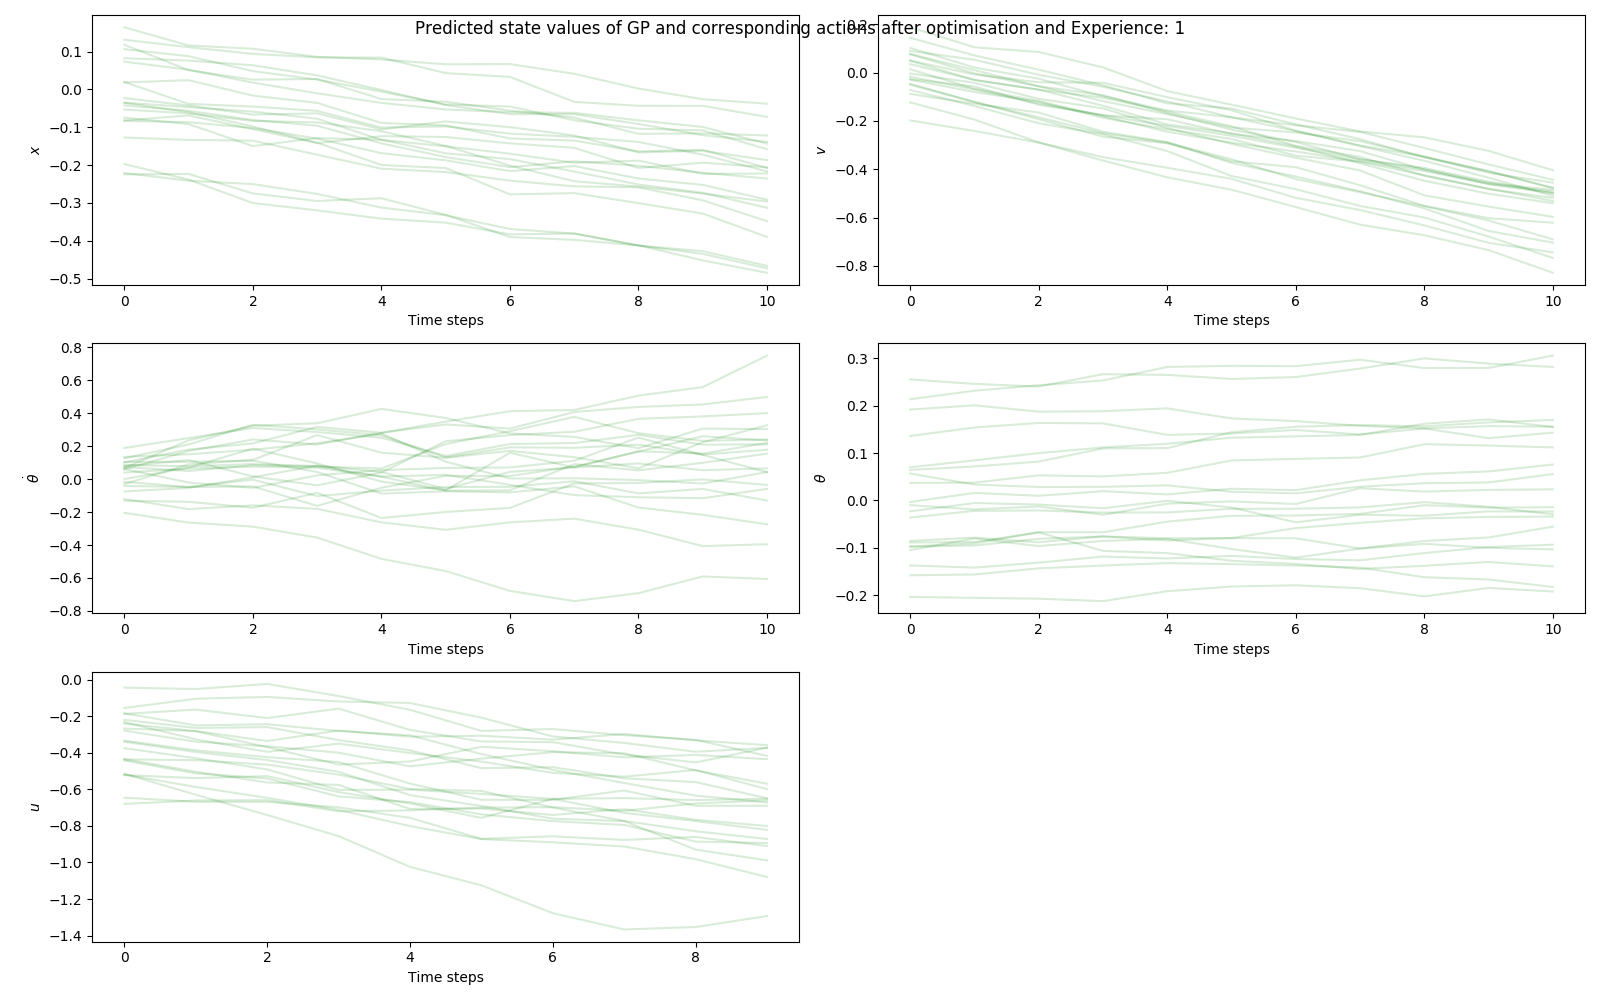 Predicted state values of GP and corresponding actions after optimisation and Experience: 1
0.1
0.0
−0.1
−0.2
−0.3
−0.4
−0.5
x
0 2 4 6 8 10
Time steps
0.2
0.0
−0.2
−0.4
−0.6
−0.8
v
0 2 4 6 8 10
Time steps
0.8
0.6
0.4
0.2
0.0
−0.2
−0.4
−0.6
−0.8
θ̇
0 2 4 6 8 10
Time steps
0.3
0.2
0.1
0.0
−0.1
−0.2
θ
0 2 4 6 8 10
Time steps
0.0
−0.2
−0.4
−0.6
−0.8
−1.0
−1.2
−1.4
u
0 2 4 6 8
Time steps